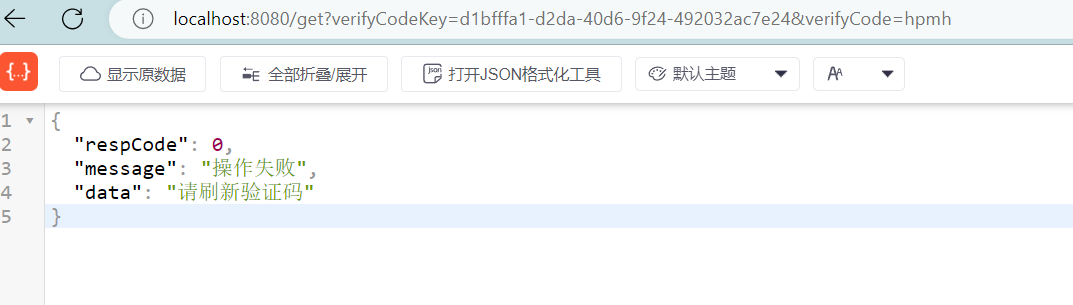 localhost:8080/get?verifyCodeKey=d1bfffa1-d2da-40d6-9f24-492032ac7e24&verifyCode=hpmh
{..} 显示原数据 全部折叠/展开 Json 打开JSON格式化工具 默认主题 AA
1 {
2 "respCode": 0,
3 "message": "操作失败",
4 "data": "请刷新验证码"
5 }